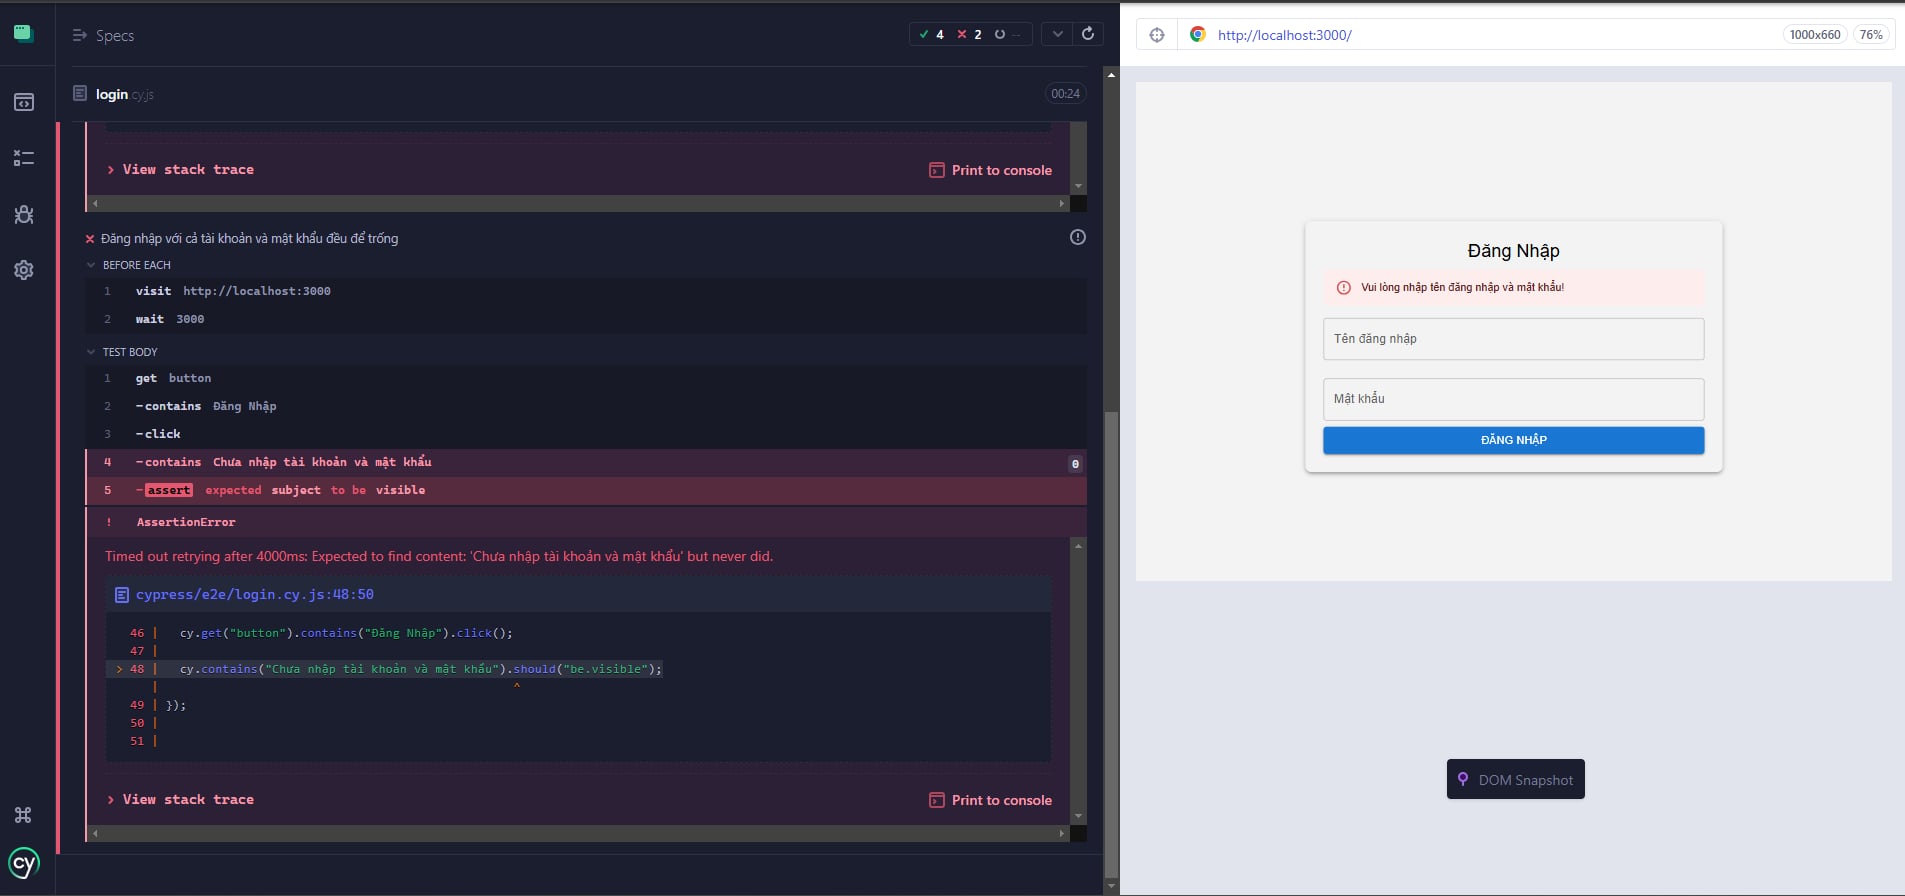 Specs
4 2 --
login.cy.js
00:24
View stack trace
Print to console
Đăng nhập với cả tài khoản và mật khẩu đều để trống
BEFORE EACH
1 visit http://localhost:3000
2 wait 3000
TEST BODY
1 get button
2 -contains Đăng Nhập
3 -click
4 -contains Chưa nhập tài khoản và mật khẩu 0
5 -assert expected subject to be visible
! AssertionError
Timed out retrying after 4000ms: Expected to find content: 'Chưa nhập tài khoản và mật khẩu' but never did.
cypress/e2e/login.cy.js:48:50
46 | cy.get("button").contains("Đăng Nhập").click();
47 |
> 48 | cy.contains("Chưa nhập tài khoản và mật khẩu").should("be.visible");
| ^
49 | });
50 |
51 |
View stack trace
Print to console
cy
http://localhost:3000/
1000x660
76%
Đăng Nhập
Vui lòng nhập tên đăng nhập và mật khẩu!
Tên đăng nhập
Mật khẩu
ĐĂNG NHẬP
DOM Snapshot